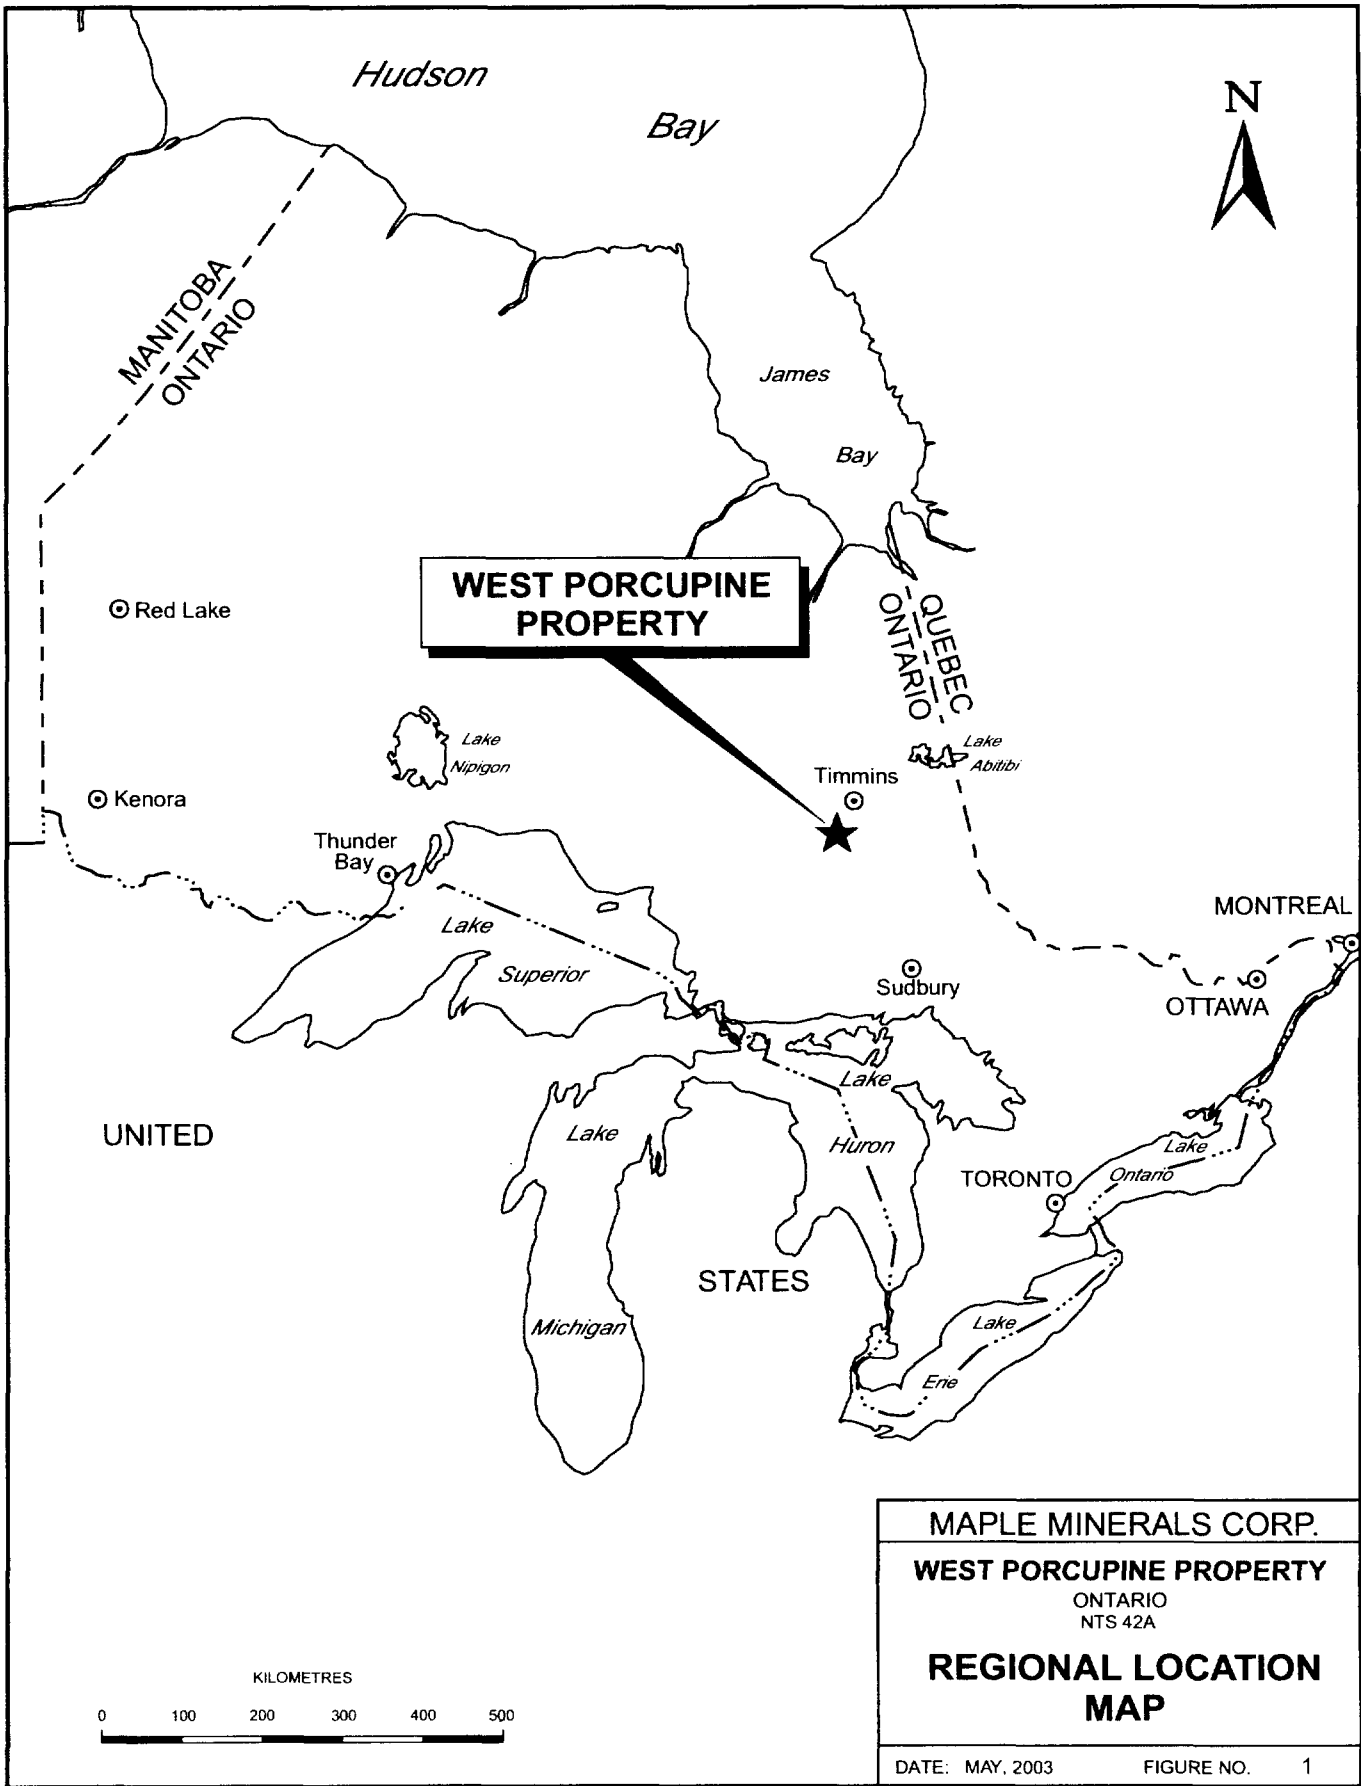 Hudson
Bay
N
MANITOBA
ONTARIO
James
Bay
WEST PORCUPINE
PROPERTY
Red Lake
QUEBEC
ONTARIO
Lake
Nipigon
Lake
Abitibi
Timmins
Kenora
Thunder
Bay
MONTREAL
Lake
Superior
Sudbury
OTTAWA
Lake
Huron
UNITED
Lake
Michigan
Lake
Ontario
TORONTO
STATES
Lake
Erie
MAPLE MINERALS CORP.
WEST PORCUPINE PROPERTY
ONTARIO
NTS 42A
REGIONAL LOCATION
MAP
DATE: MAY, 2003 FIGURE NO. 1
KILOMETRES
0 100 200 300 400 500